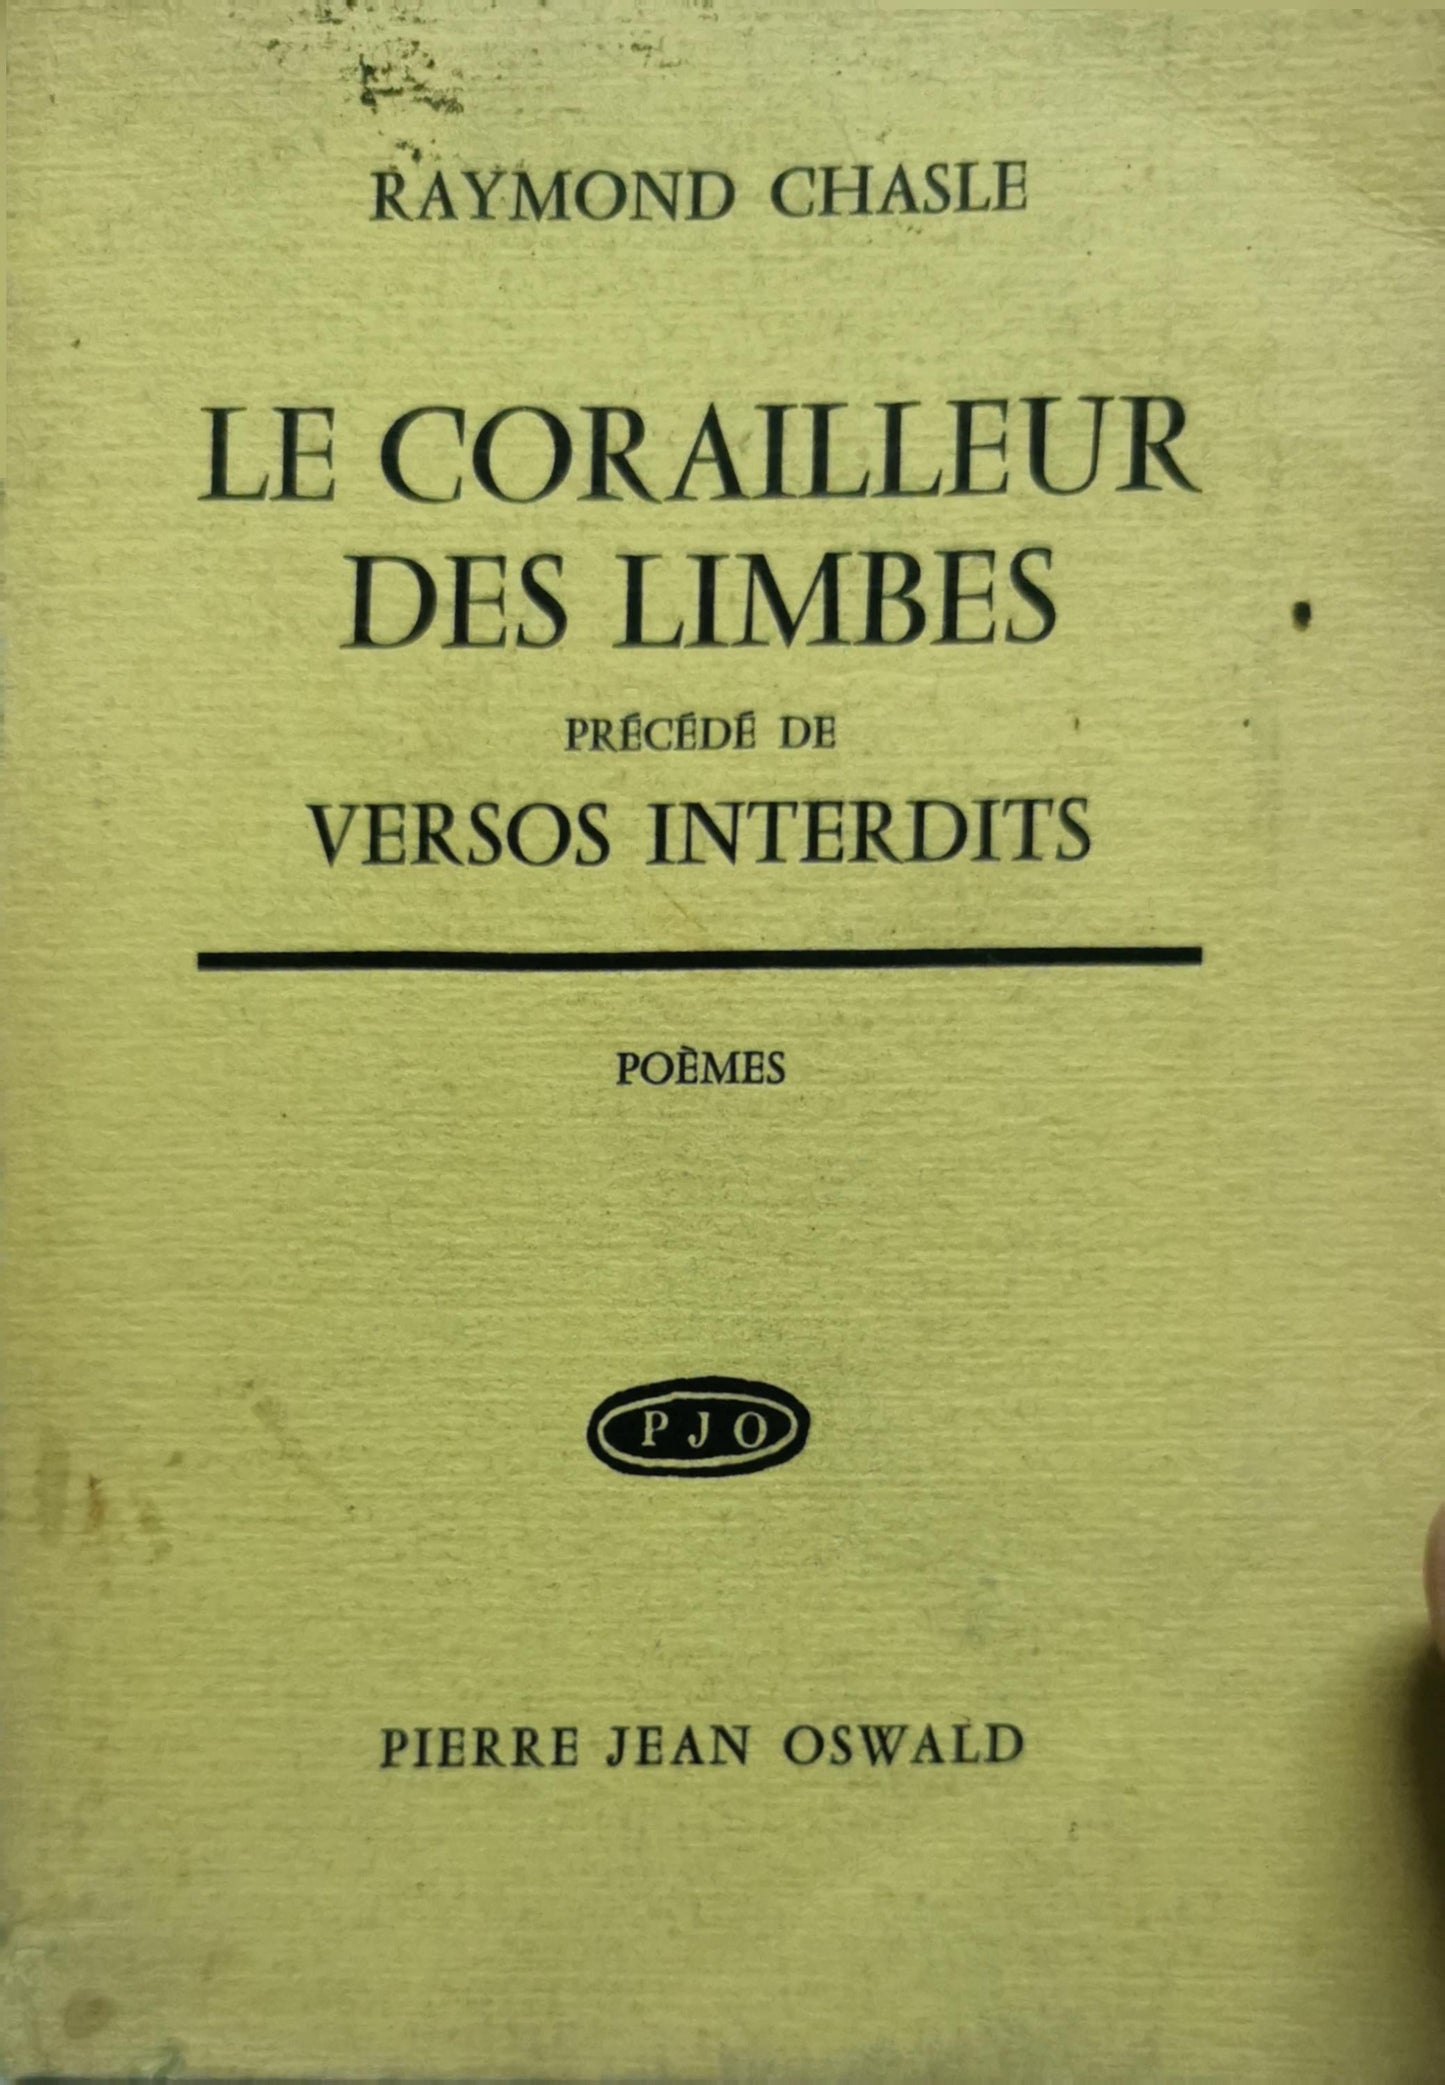 RAYMOND CHASLE
LE CORAILLEUR
DES LIMBES
PRÉCÉDÉ DE
VERSOS INTERDITS
POÈMES
PJO
PIERRE JEAN OSWALD